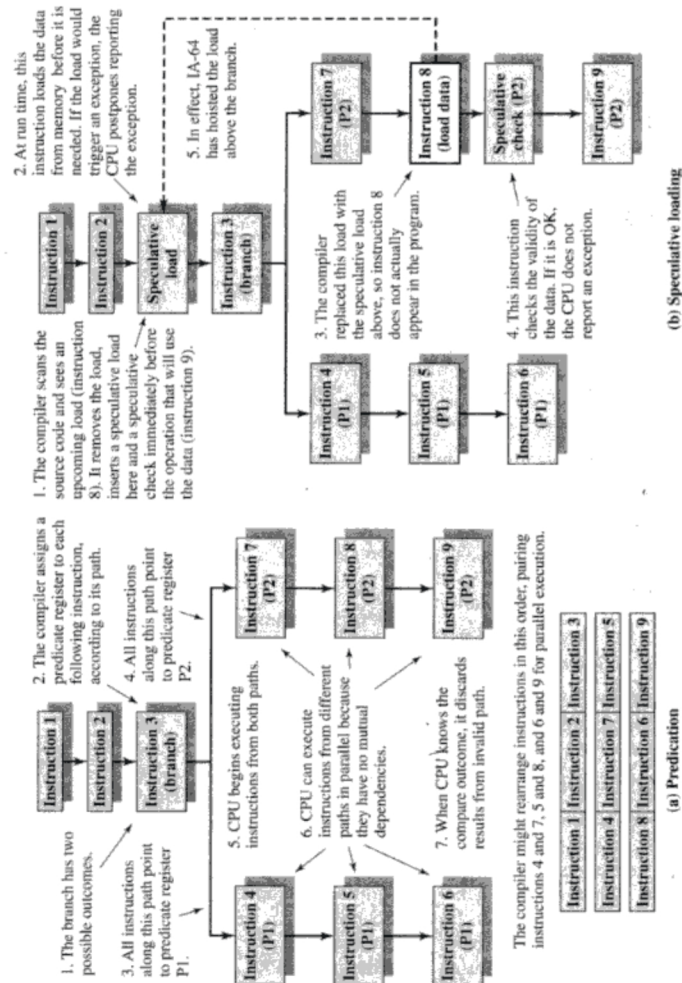 Instruction 1
Instruction 2
Instruction 3
(branch)
1. The branch has two
possible outcomes.
2. The compiler assigns a
predicate register to each
following instruction,
according to its path.
3. All instructions
along this path point
to predicate register
P1.
4. All instructions
along this path point
to predicate register
P2.
Instruction 4
(P1)
Instruction 5
(P1)
Instruction 6
(P1)
5. CPU begins executing
instructions from both paths.
6. CPU can execute
instructions from different
paths in parallel because
they have no mutual
dependencies.
7. When CPU knows the
compare outcome, it discards
results from invalid path.
Instruction 7
(P2)
Instruction 8
(P2)
Instruction 9
(P2)
The compiler might rearrange instructions in this order, pairing
instructions 4 and 7, 5 and 8, and 6 and 9 for parallel execution.
Instruction 1 Instruction 2 Instruction 3
Instruction 4 Instruction 7 Instruction 5
Instruction 8 Instruction 6 Instruction 9
(a) Predication
1. The compiler scans the
source code and sees an
upcoming load (instruction
8). It removes the load,
inserts a speculative load
here and a speculative
check immediately before
the operation that will use
the data (instruction 9).
Instruction 1
Instruction 2
Speculative
load
Instruction 3
(branch)
2. At run time, this
instruction loads the data
from memory before it is
needed. If the load would
trigger an exception, the
CPU postpones reporting
the exception.
5. In effect, IA-64
has hoisted the load
above the branch.
Instruction 4
(P1)
Instruction 5
(P1)
Instruction 6
(P1)
3. The compiler
replaced this load with
the speculative load
above, so instruction 8
does not actually
appear in the program.
4. This instruction
checks the validity of
the data. If it is OK,
the CPU does not
report an exception.
Instruction 7
(P2)
Instruction 8
(load data)
Speculative
check (P2)
Instruction 9
(P2)
(b) Speculative loading